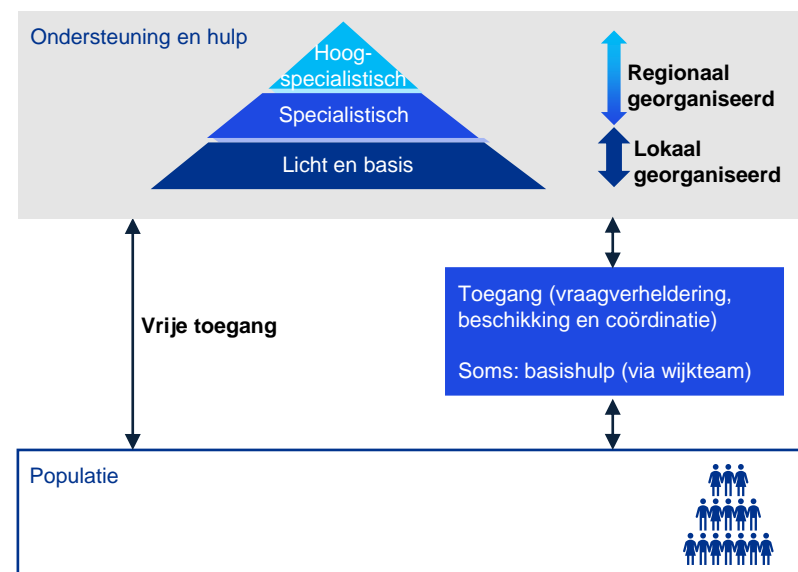 Ondersteuning en hulp
Hoog-
specialistisch
Specialistisch
Licht en basis
Regionaal
georganiseerd
Lokaal
georganiseerd
Vrije toegang
Toegang (vraagverheldering,
beschikking en coördinatie)
Soms: basishulp (via wijkteam)
Populatie